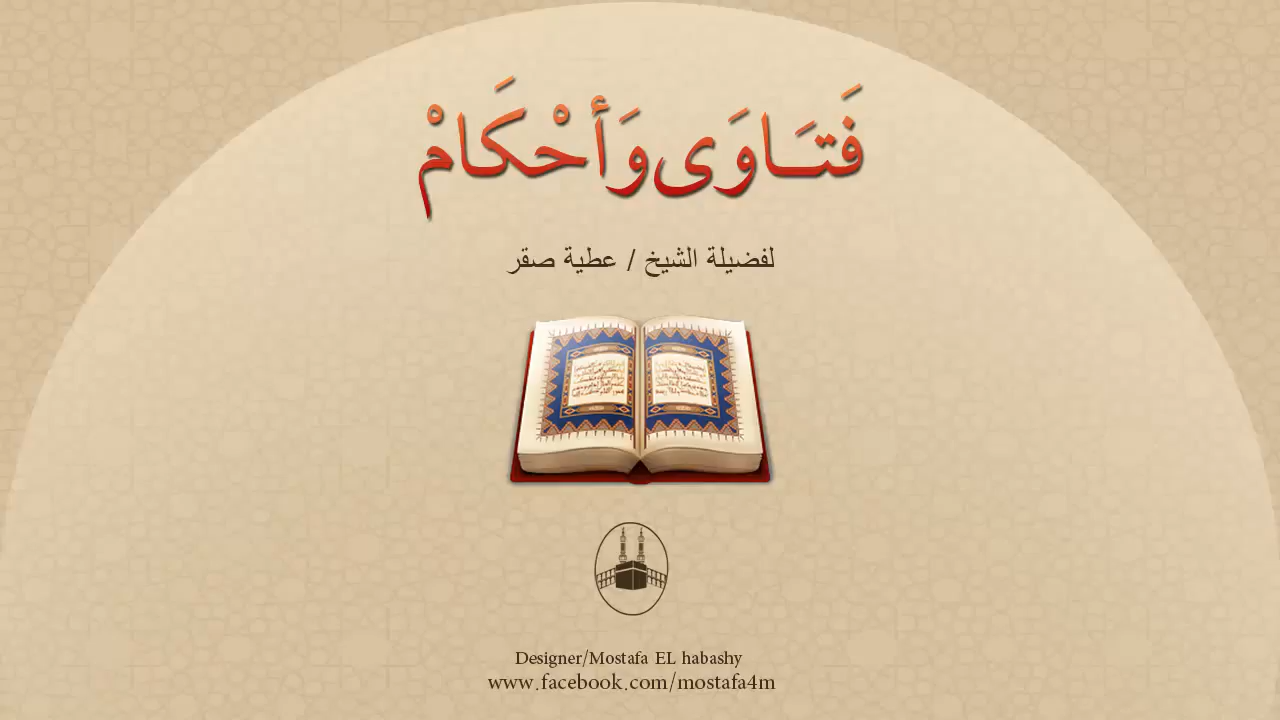 فَتَاوَى وَأَحْكَامْ
لفضيلة الشيخ / عطية صقر
Designer/Mostafa EL habashy
www.facebook.com/mostafa4m